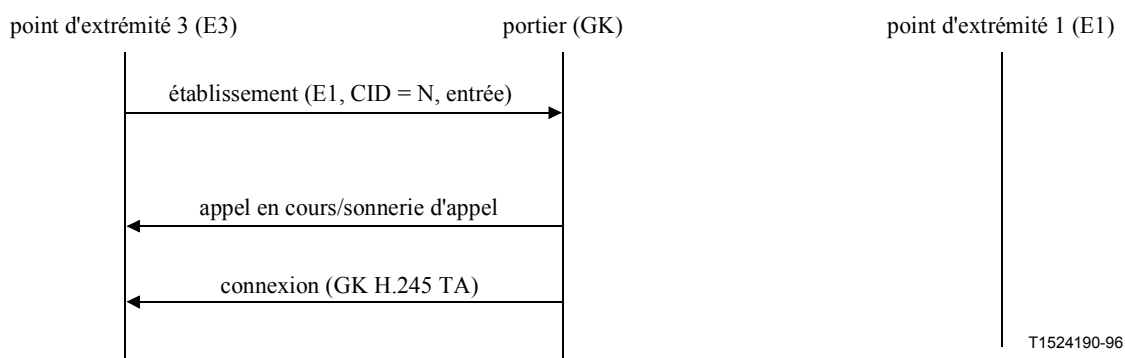 point d'extrémité 3 (E3)
portier (GK)
point d'extrémité 1 (E1)
établissement (E1, CID = N, entrée)
appel en cours/sonnerie d'appel
connexion (GK H.245 TA)
T1524190-96